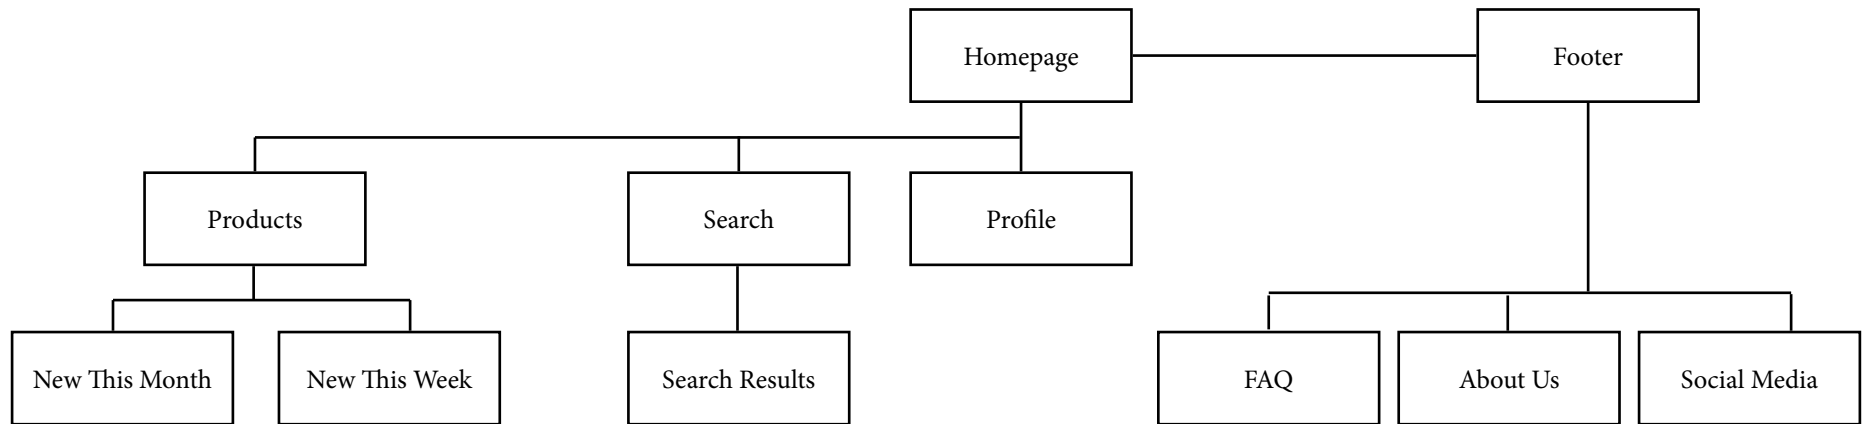 Homepage
Footer
Products
Search
Profile
New This Month
New This Week
Search Results
FAQ
About Us
Social Media